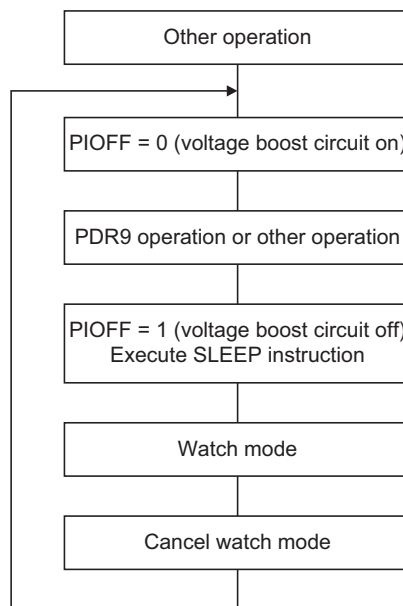 Other operation
PIOFF = 0 (voltage boost circuit on)
PDR9 operation or other operation
PIOFF = 1 (voltage boost circuit off)
Execute SLEEP instruction
Watch mode
Cancel watch mode